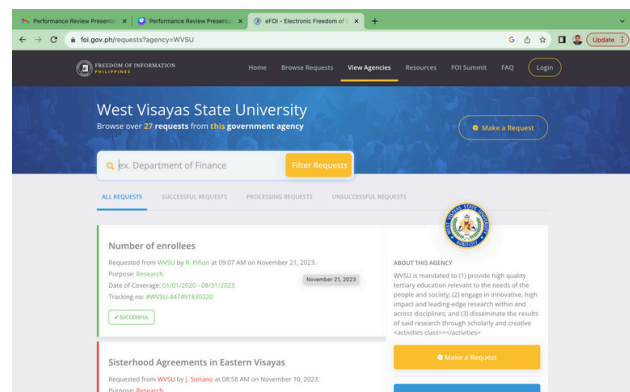 Performance Review Presenta
Performance Review Presenta
eFOI - Electronic Freedom of
foi.gov.ph/requests?agency=WVSU
Update
FREEDOM OF INFORMATION
PHILIPPINES
Home Browse Requests View Agencies Resources FOI Summit FAQ Login
West Visayas State University
Browse over 27 requests from this government agency
Make a Request
ex. Department of Finance
Filter Requests
ALL REQUESTS SUCCESSFUL REQUESTS PROCESSING REQUESTS UNSUCCESSFUL REQUESTS
Number of enrollees
Requested from WVSU by R. Pillon at 09:07 AM on November 21, 2023.
Purpose: Research
November 21, 2023
Date of Coverage: 01/01/2020 - 08/31/2023
Tracking no: #WVSU-447491830220
✓ SUCCESSFUL
Sisterhood Agreements in Eastern Visayas
Requested from WVSU by J. Soriano at 08:58 AM on November 10, 2023.
Purpose: Research
ABOUT THIS AGENCY
WVSU is mandated to (1) provide high quality
tertiary education relevant to the needs of the
people and society; (2) engage in innovative, high
impact and leading-edge research within and
across disciplines; and (3) disseminate the results
of said research through scholarly and creative
<activities class=></activities>
Make a Request